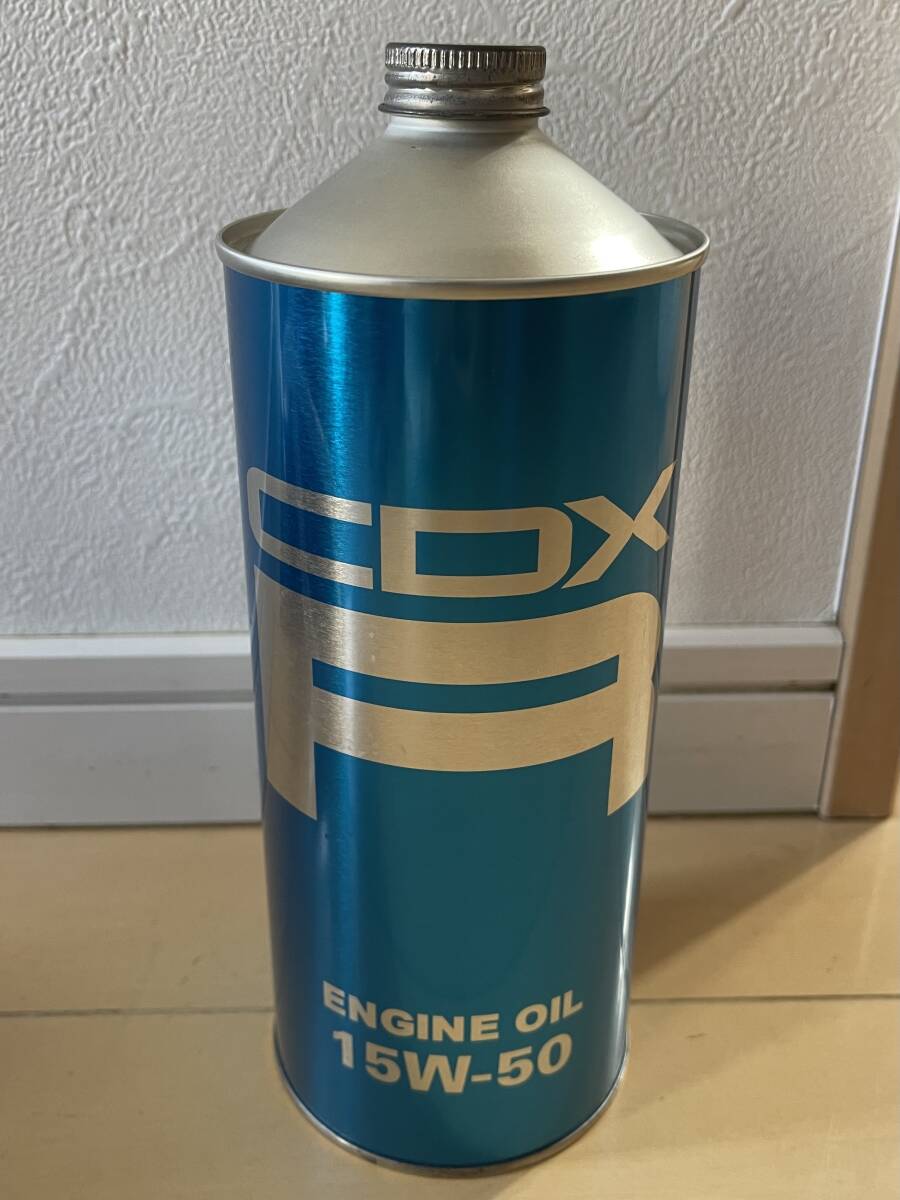 CDX
R
ENGINE OIL
15W-50